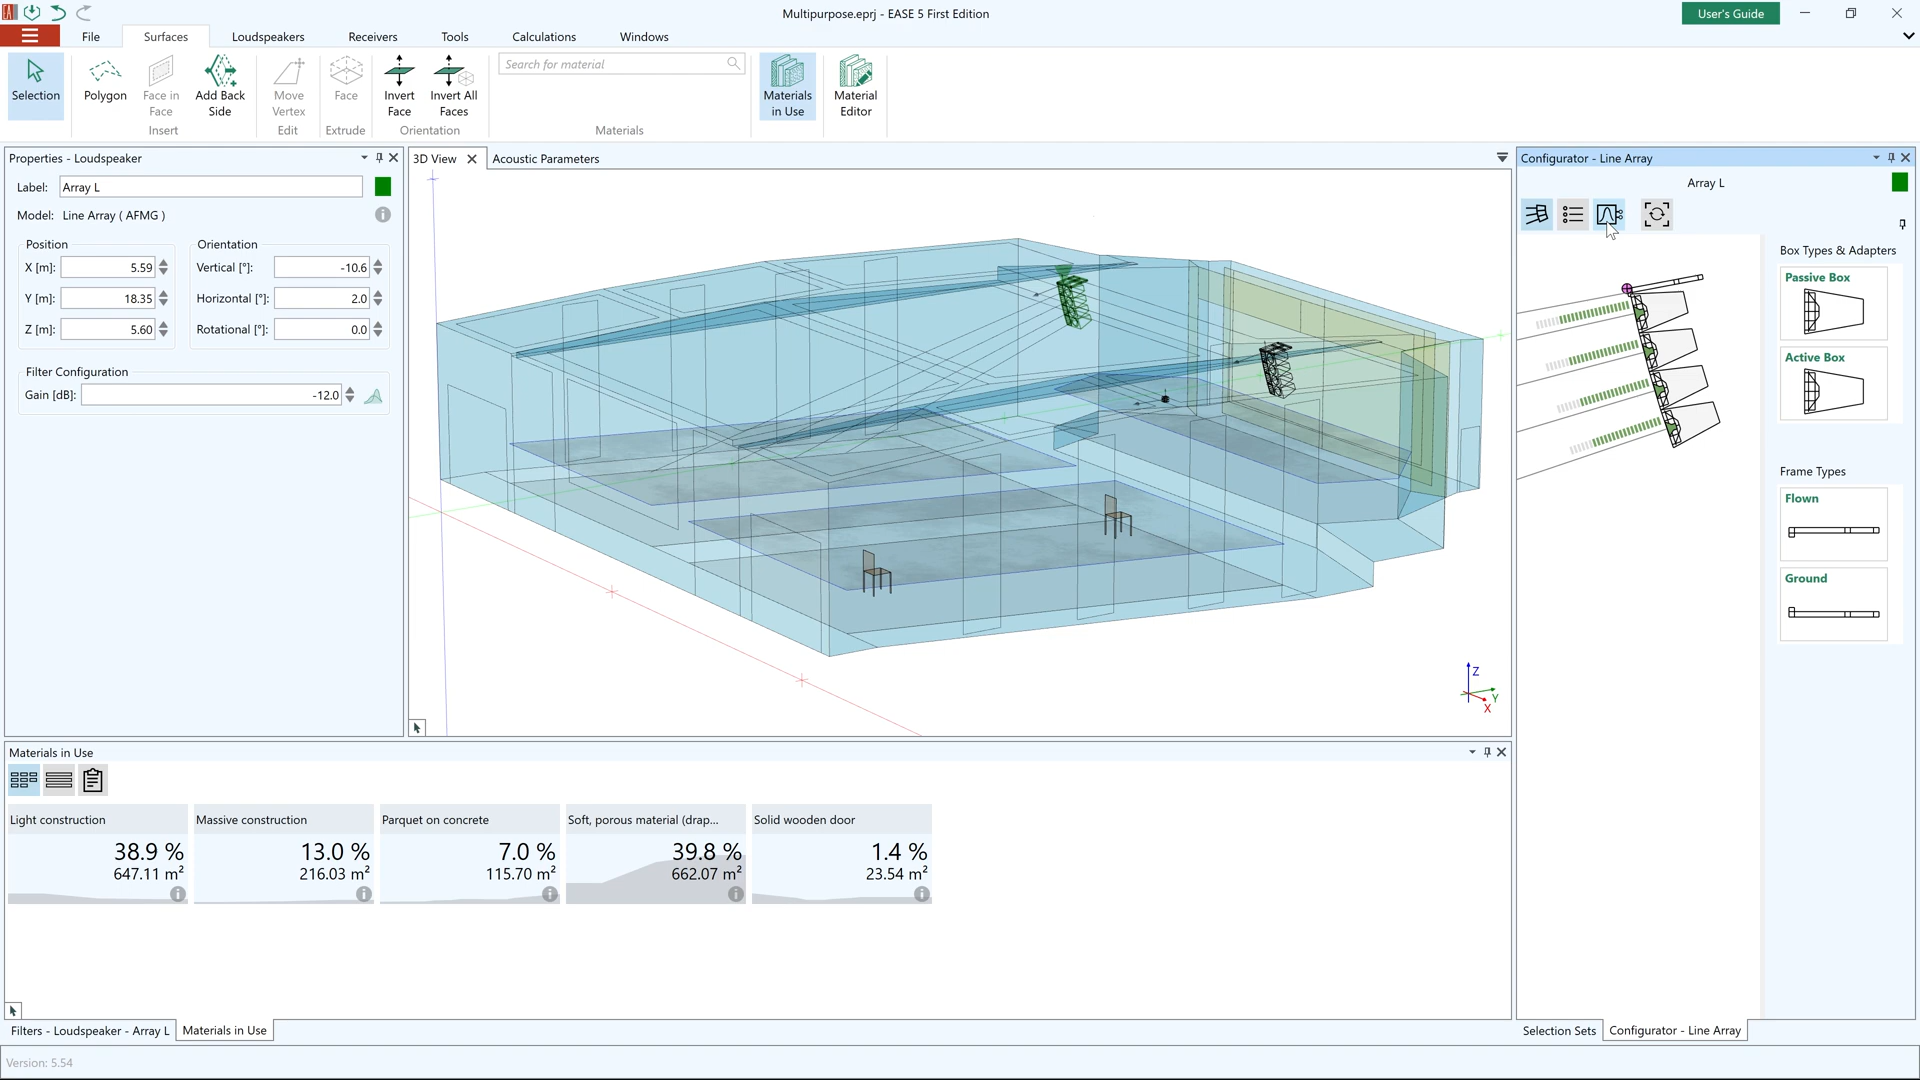 Multipurpose.eprj - EASE 5 First Edition
User's Guide
File
Surfaces
Loudspeakers
Receivers
Tools
Calculations
Windows
Selection
Polygon
Face in
Face
Add Back
Side
Move
Vertex
Face
Invert
Face
Invert All
Faces
Search for material
Materials
in Use
Material
Editor
Insert
Edit
Extrude
Orientation
Materials
Properties - Loudspeaker
Label: Array L
Model: Line Array ( AFMG )
Position
X [m]: 5.59
Y [m]: 18.35
Z [m]: 5.60
Orientation
Vertical [°]: -10.6
Horizontal [°]: 2.0
Rotational [°]: 0.0
Filter Configuration
Gain [dB]: -12.0
3D View
Acoustic Parameters
Z
Y
X
Configurator - Line Array
Array L
Box Types & Adapters
Passive Box
Active Box
Frame Types
Flown
Ground
Materials in Use
Light construction
38.9 %
647.11 m²
Massive construction
13.0 %
216.03 m²
Parquet on concrete
7.0 %
115.70 m²
Soft, porous material (drap...
39.8 %
662.07 m²
Solid wooden door
1.4 %
23.54 m²
Filters - Loudspeaker - Array L
Materials in Use
Selection Sets
Configurator - Line Array
Version: 5.54